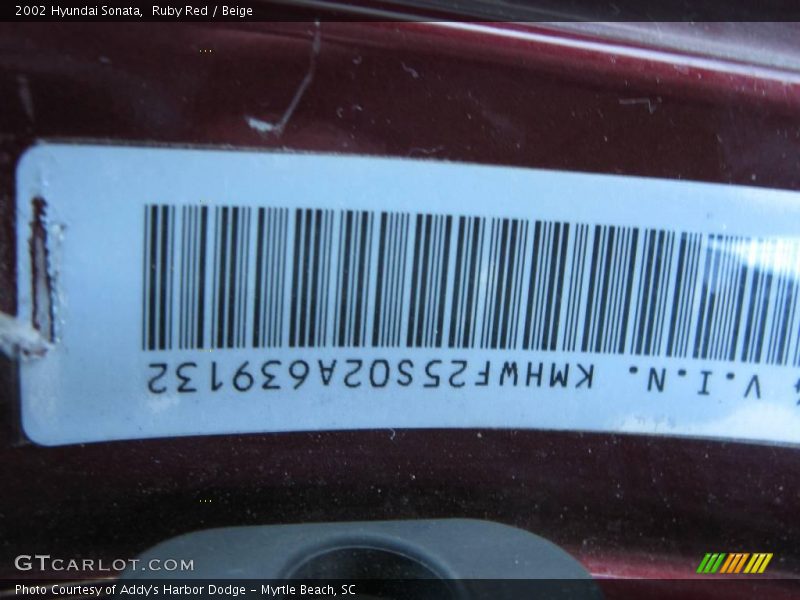 2002 Hyundai Sonata, Ruby Red / Beige
V.I.N. KMHWF25S02A639132
GTCARLOT.COM
Photo Courtesy of Addy's Harbor Dodge - Myrtle Beach, SC